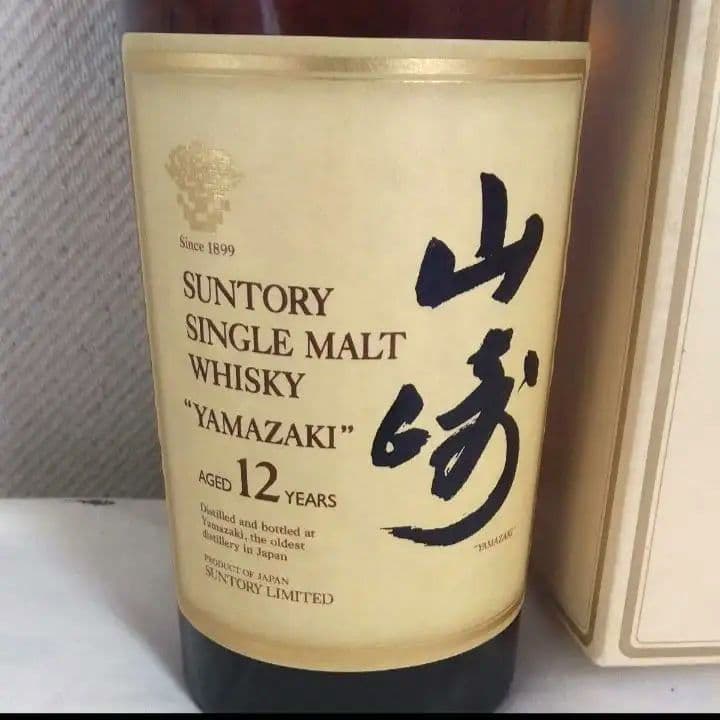 Since 1899
SUNTORY
SINGLE MALT
WHISKY
“YAMAZAKI”
AGED 12 YEARS
Distilled and bottled at
Yamazaki, the oldest
distillery in Japan
PRODUCT OF JAPAN
SUNTORY LIMITED
山崎
"YAMAZAKI"